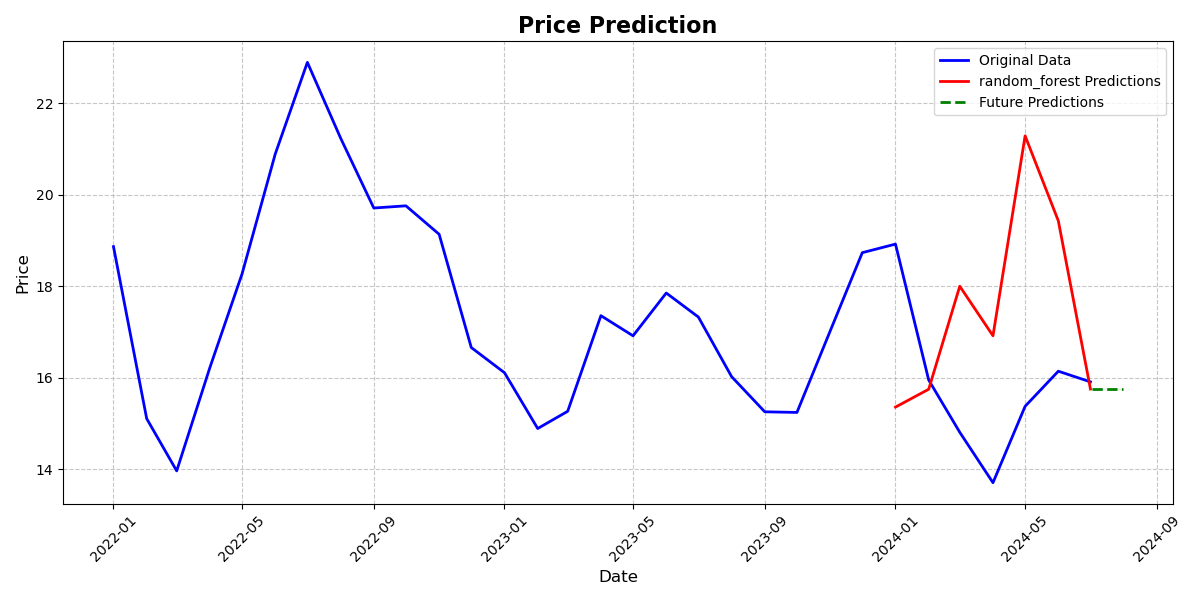 Price Prediction
Original Data
random_forest Predictions
Future Predictions
Price
22
20
18
16
14
2022-01
2022-05
2022-09
2023-01
2023-05
2023-09
2024-01
2024-05
2024-09
Date